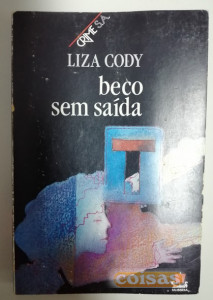 CRIME S.A.
LIZA CODY
beco
sem saída
coisas